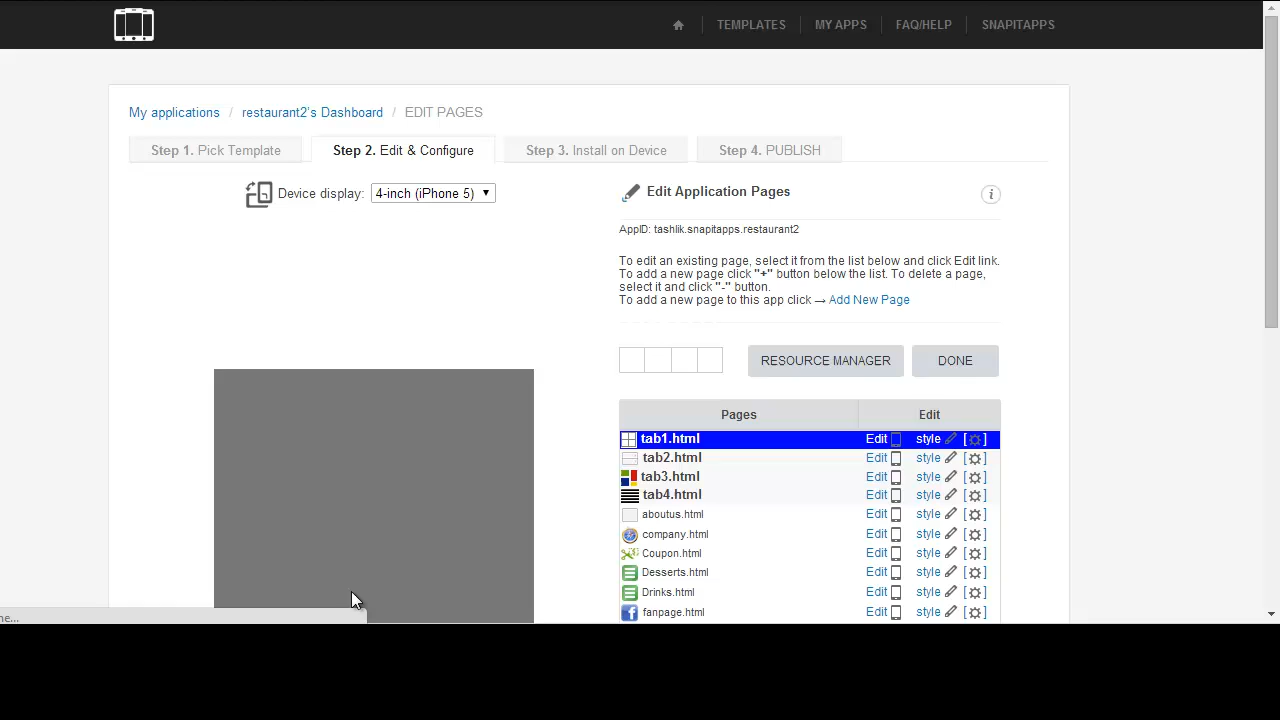 TEMPLATES MY APPS FAQ/HELP SNAPITAPPS
My applications / restaurant2's Dashboard / EDIT PAGES
Step 1. Pick Template Step 2. Edit & Configure Step 3. Install on Device Step 4. PUBLISH
Device display: 4-inch (iPhone 5)
Edit Application Pages
AppID: tashlik.snapitapps.restaurant2
To edit an existing page, select it from the list below and click Edit link.
To add a new page click "+" button below the list. To delete a page,
select it and click "-" button.
To add a new page to this app click → Add New Page
RESOURCE MANAGER DONE
Pages Edit
tab1.html Edit style [ ]
tab2.html Edit style [ ]
tab3.html Edit style [ ]
tab4.html Edit style [ ]
aboutus.html Edit style [ ]
company.html Edit style [ ]
Coupon.html Edit style [ ]
Desserts.html Edit style [ ]
Drinks.html Edit style [ ]
fanpage.html Edit style [ ]